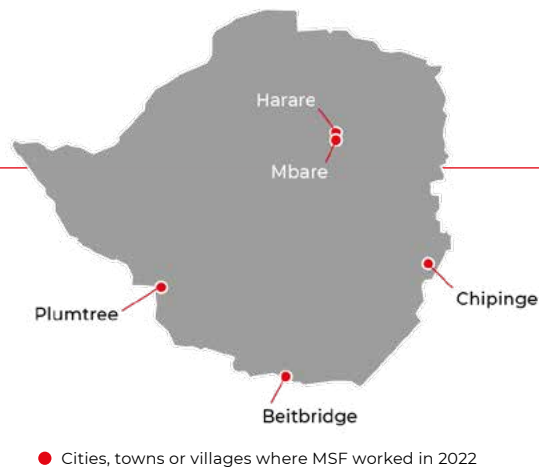 Harare
Mbare
Chipinge
Plumtree
Beitbridge
Cities, towns or villages where MSF worked in 2022